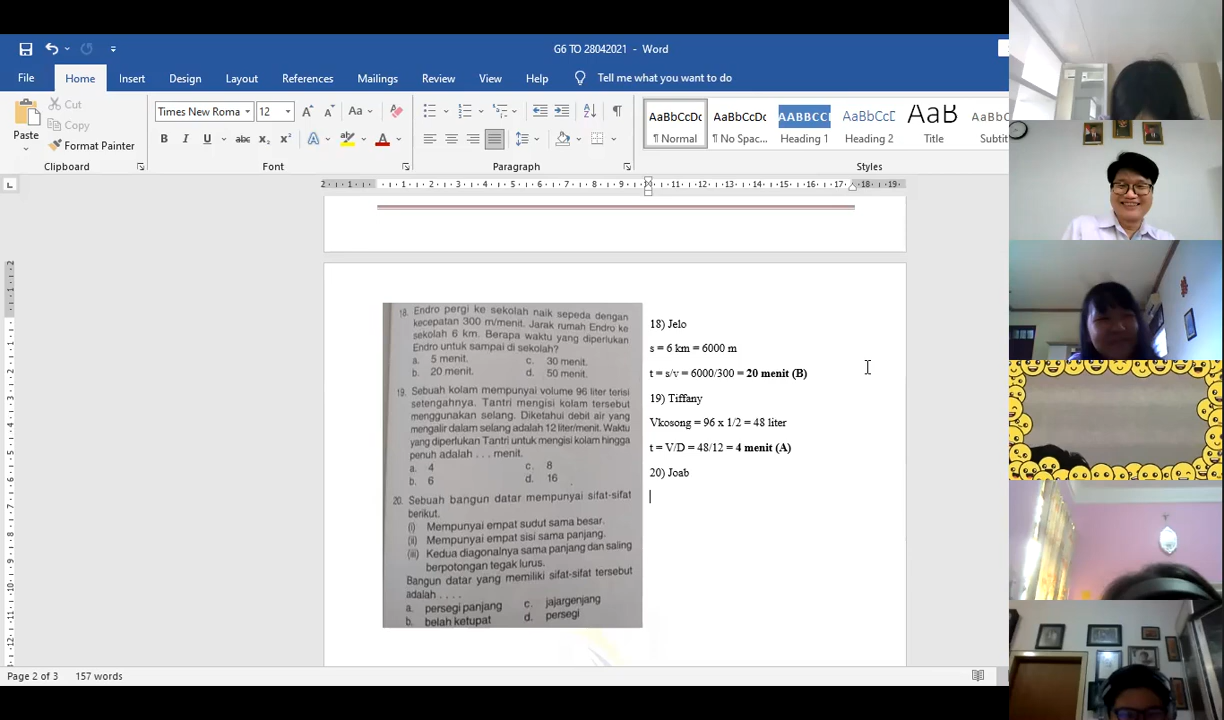 G6 TO 28042021 - Word
File Home Insert Design Layout References Mailings Review View Help Tell me what you want to do
Paste
Cut
Copy
Format Painter
Times New Roma 12
Clipboard Font Paragraph Styles
AaBbCcDc AaBbCcDc AABBCCI AaBbCcD AaB AaBbCc
¶ Normal ¶ No Spac... Heading 1 Heading 2 Title Subtit
18. Endro pergi ke sekolah naik sepeda dengan
kecepatan 300 m/menit. Jarak rumah Endro ke
sekolah 6 km. Berapa waktu yang diperlukan
Endro untuk sampai di sekolah?
a. 5 menit. c. 30 menit.
b. 20 menit. d. 50 menit.
19. Sebuah kolam mempunyai volume 96 liter terisi
setengahnya. Tantri mengisi kolam tersebut
menggunakan selang. Diketahui debit air yang
mengalir dalam selang adalah 12 liter/menit. Waktu
yang diperlukan Tantri untuk mengisi kolam hingga
penuh adalah . . . menit.
a. 4 c. 8
b. 6 d. 16
20. Sebuah bangun datar mempunyai sifat-sifat
berikut.
(i) Mempunyai empat sudut sama besar.
(ii) Mempunyai empat sisi sama panjang.
(iii) Kedua diagonalnya sama panjang dan saling
berpotongan tegak lurus.
Bangun datar yang memiliki sifat-sifat tersebut
adalah . . . .
a. persegi panjang c. jajargenjang
b. belah ketupat d. persegi
18) Jelo
s = 6 km = 6000 m
t = s/v = 6000/300 = 20 menit (B)
19) Tiffany
Vkosong = 96 x 1/2 = 48 liter
t = V/D = 48/12 = 4 menit (A)
20) Joab
Page 2 of 3 157 words